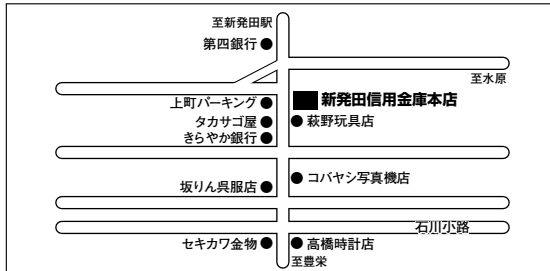 至新発田駅
第四銀行
至水原
新発田信用金庫本店
上町パーキング
タカサゴ屋
萩野玩具店
きらやか銀行
コバヤシ写真機店
坂りん呉服店
石川小路
セキカワ金物
高橋時計店
至豊栄